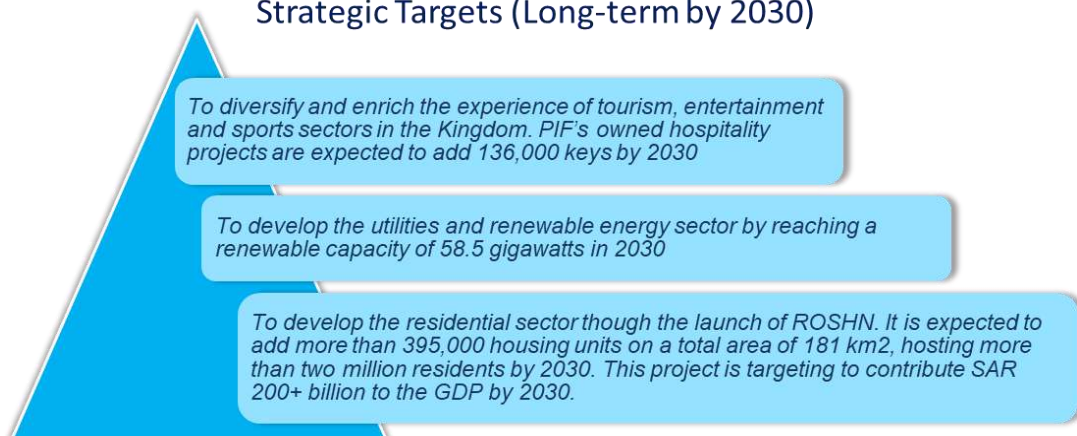 Strategic Targets (Long-term by 2030)
To diversify and enrich the experience of tourism, entertainment
and sports sectors in the Kingdom. PIF's owned hospitality
projects are expected to add 136,000 keys by 2030
To develop the utilities and renewable energy sector by reaching a
renewable capacity of 58.5 gigawatts in 2030
To develop the residential sector though the launch of ROSHN. It is expected to
add more than 395,000 housing units on a total area of 181 km2, hosting more
than two million residents by 2030. This project is targeting to contribute SAR
200+ billion to the GDP by 2030.